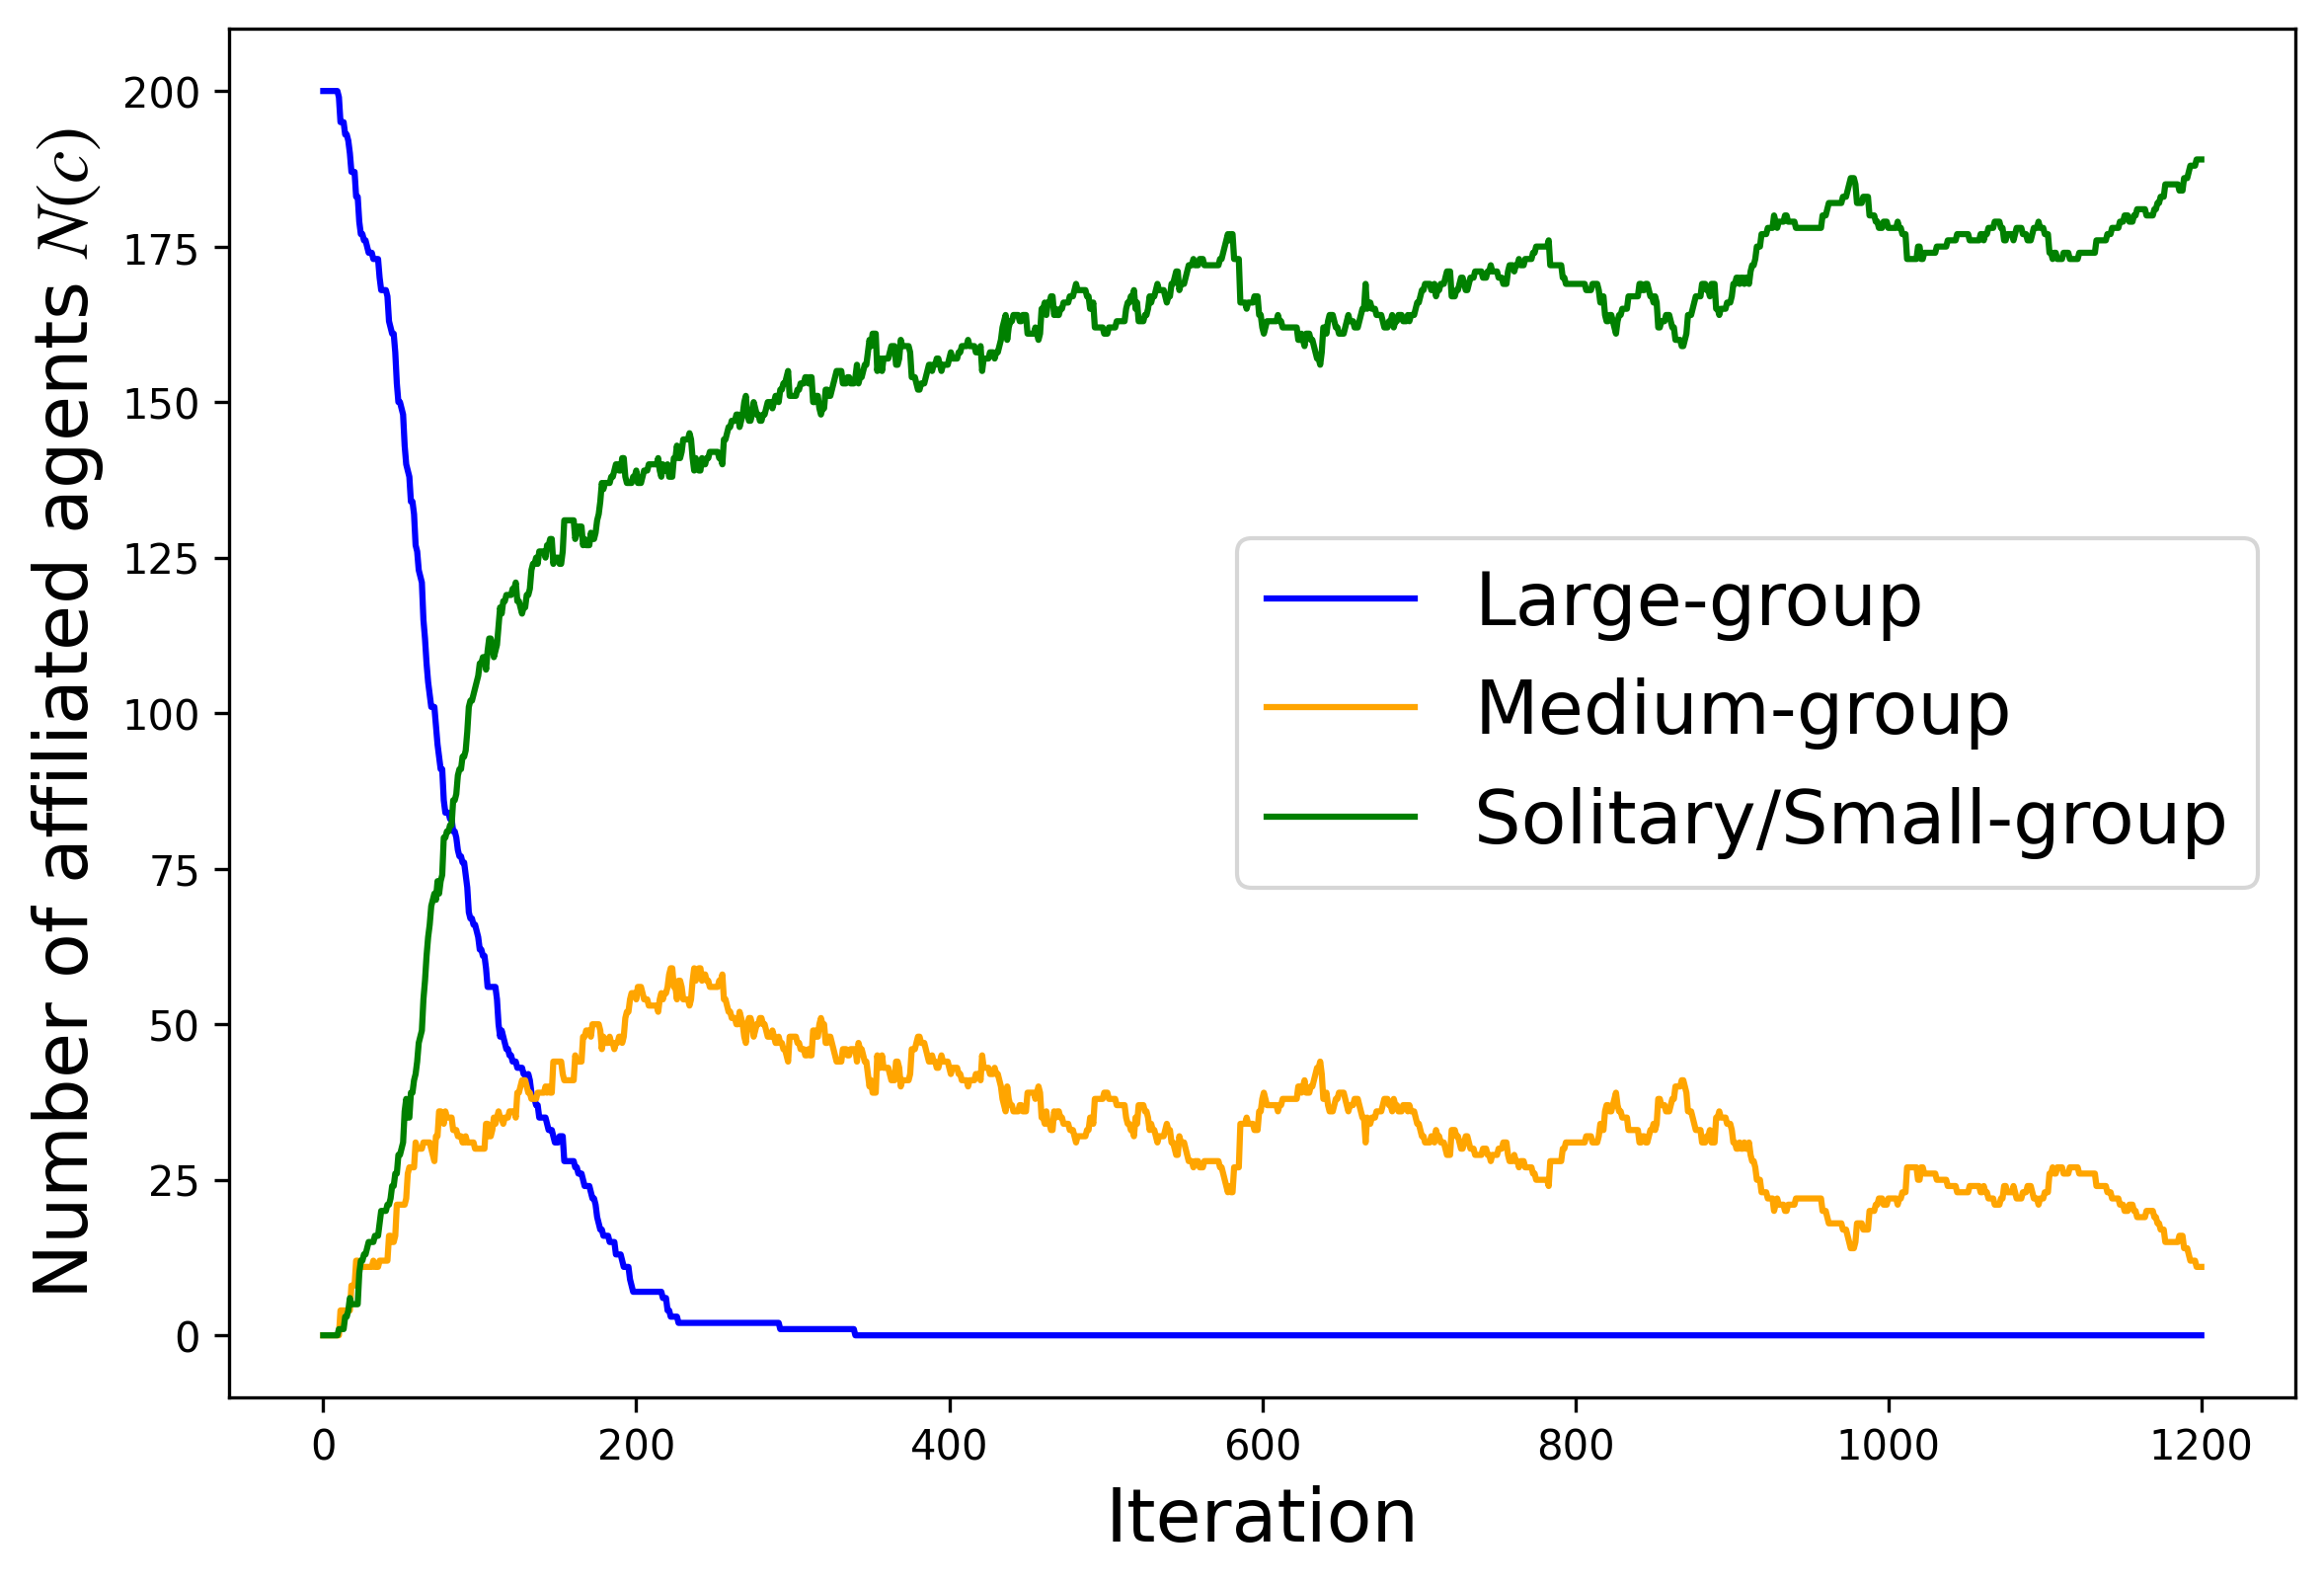 Number of affiliated agents N(c)
200
175
150
125
100
75
50
25
0
Large-group
Medium-group
Solitary/Small-group
0 200 400 600 800 1000 1200
Iteration